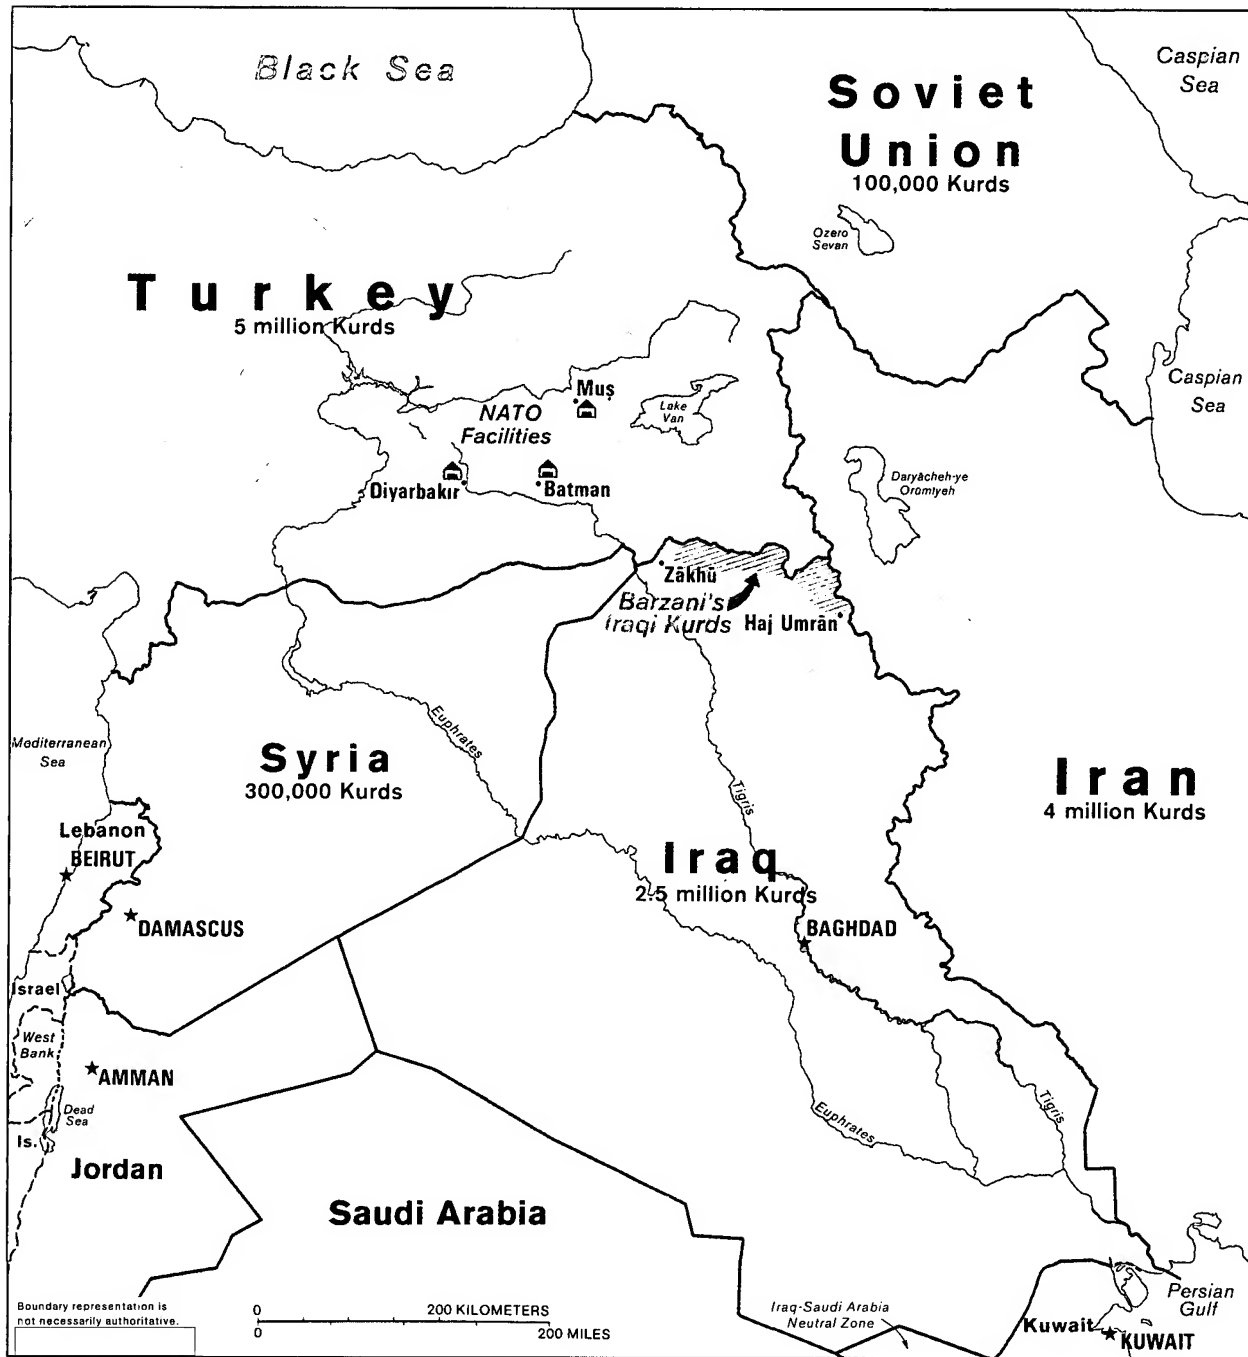 Black Sea
Caspian
Sea
Soviet
Union
100,000 Kurds
Ozero
Sevan
Turkey
5 million Kurds
Caspian
Sea
Muş
NATO
Facilities
Lake
Van
Diyarbakır
Batman
Daryācheh-ye
Orūmīyeh
Zākhū
Barzani's
Iraqi Kurds
Haj Umrān
Euphrates
Mediterranean
Sea
Syria
300,000 Kurds
Tigris
Iran
4 million Kurds
Lebanon
BEIRUT
Iraq
2.5 million Kurds
DAMASCUS
BAGHDAD
Israel
West
Bank
AMMAN
Dead
Sea
Is.
Euphrates
Tigris
Jordan
Saudi Arabia
Boundary representation is
not necessarily authoritative.
0 200 KILOMETERS
0 200 MILES
Iraq-Saudi Arabia
Neutral Zone
Persian
Gulf
Kuwait
KUWAIT